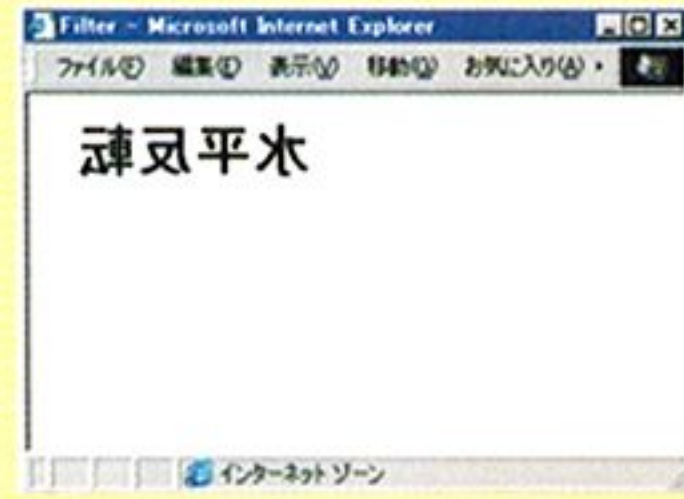 Filter - Microsoft Internet Explorer
ファイル(F) 編集(E) 表示(V) 移動(G) お気に入り(A)
水平反転
インターネット ゾーン